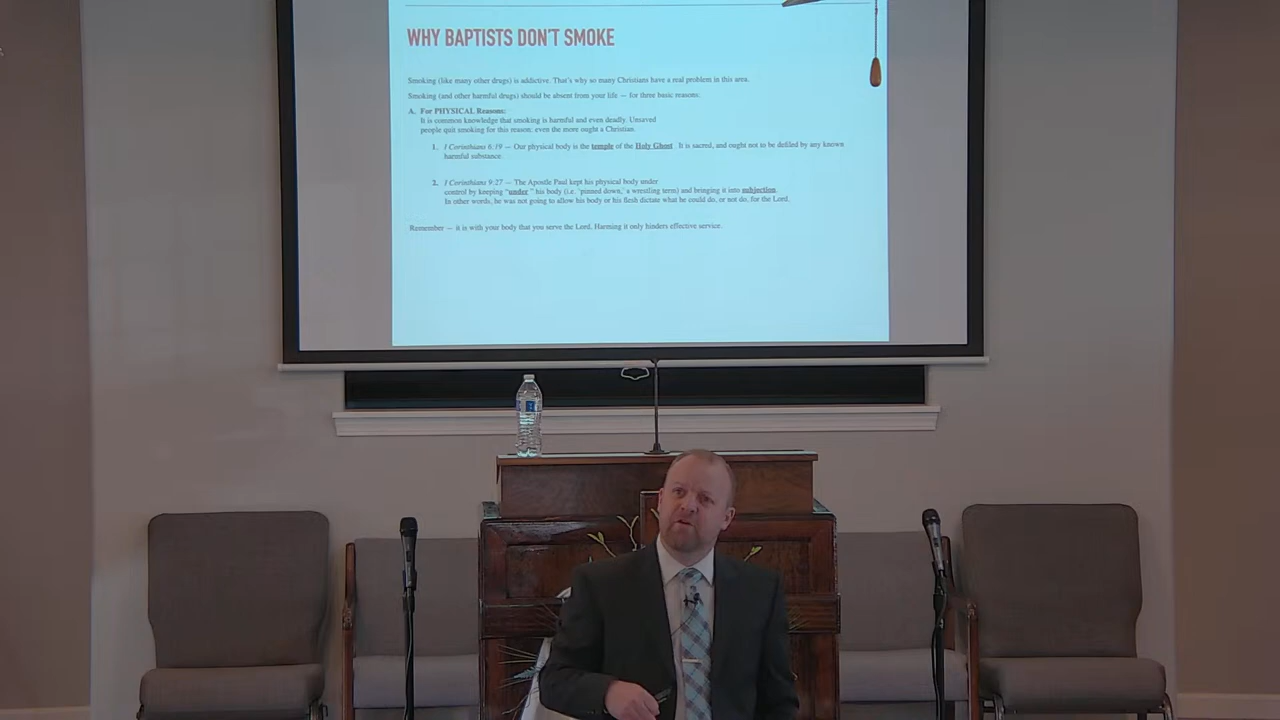 WHY BAPTISTS DON'T SMOKE
Smoking (like many other drugs) is addictive. That's why so many Christians have a real problem in this area.
Smoking (and other harmful drugs) should be absent from your life — for three basic reasons:
A. For PHYSICAL Reasons:
It is common knowledge that smoking is harmful and even deadly. Unsaved
people quit smoking for this reason; even the more ought a Christian.
1. I Corinthians 6:19 — Our physical body is the temple of the Holy Ghost. It is sacred, and ought not to be defiled by any known
harmful substance.
2. I Corinthians 9:27 — The Apostle Paul kept his physical body under
control by keeping "under" his body (i.e. 'pinned down,' a wrestling term) and bringing it into subjection.
In other words, he was not going to allow his body or his flesh dictate what he could do, or not do, for the Lord.
Remember — it is with your body that you serve the Lord. Harming it only hinders effective service.